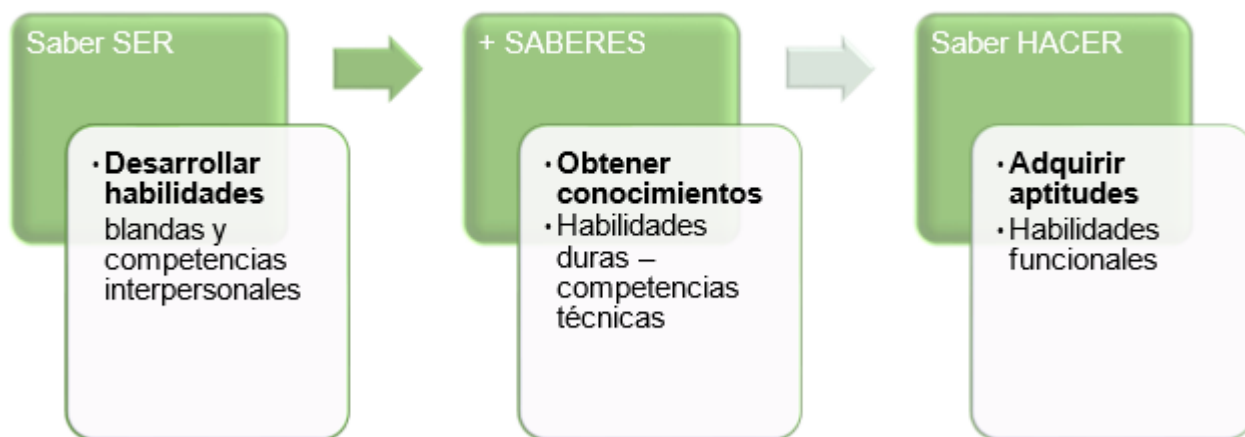 Saber SER
· Desarrollar
habilidades
blandas y
competencias
interpersonales
+ SABERES
· Obtener
conocimientos
· Habilidades
duras –
competencias
técnicas
Saber HACER
· Adquirir
aptitudes
· Habilidades
funcionales